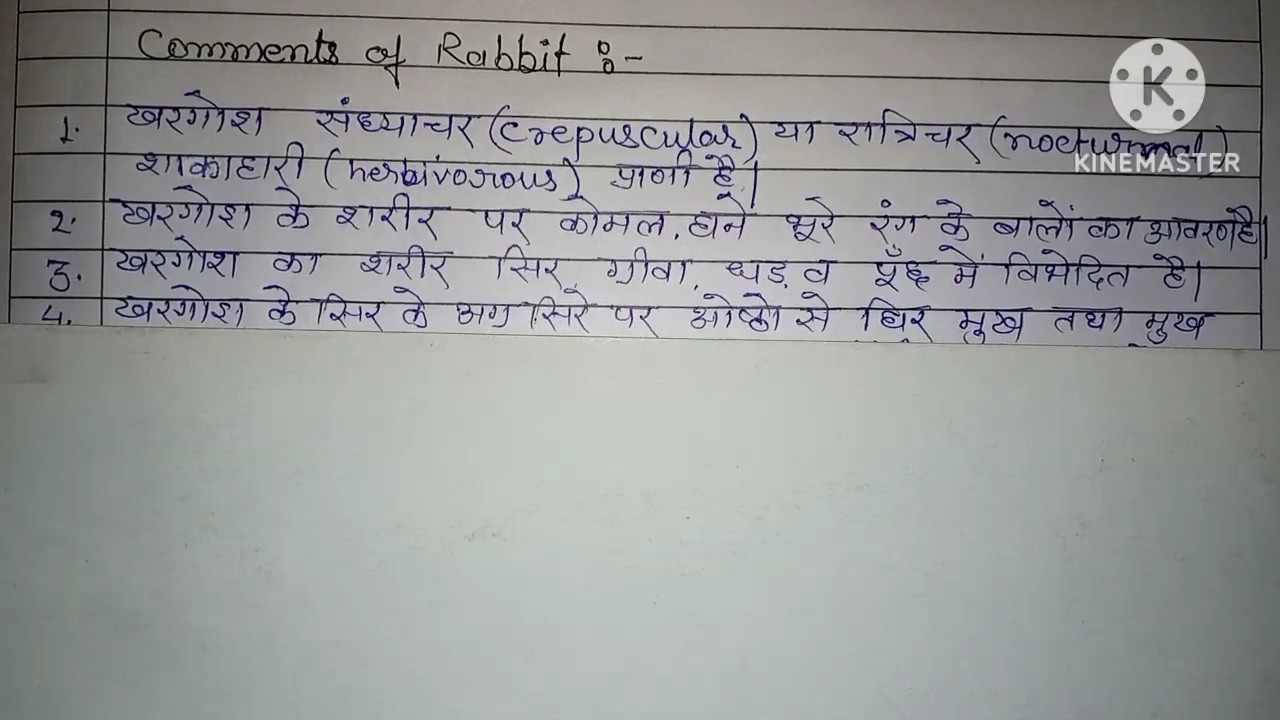 Comments of Rabbit :-
1. खरगोश संध्याचर (Crepuscular) या रात्रिचर (nocturnal)
शाकाहारी (herbivorous) प्राणी है।
2. खरगोश के शरीर पर कोमल, घने भूरे रंग के बालों का आवरण है।
3. खरगोश का शरीर सिर, ग्रीवा, धड़ व पूँछ में विभेदित है।
4. खरगोश के सिर के अग्र सिरे पर ओष्ठो से घिर मुख तथा मुख
KINEMASTER